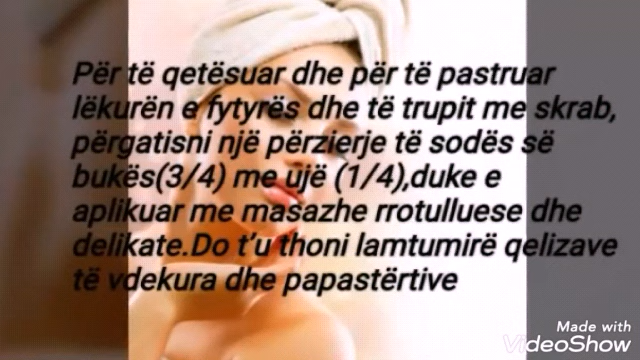 Për të qetësuar dhe për të pastruar
lëkurën e fytyrës dhe të trupit me skrab,
përgatisni një përzierje të sodës së
bukës(3/4) me ujë (1/4),duke e
aplikuar me masazhe rrotulluese dhe
delikate.Do t'u thoni lamtumirë qelizave
të vdekura dhe papastërtive
Made with
VideoShow